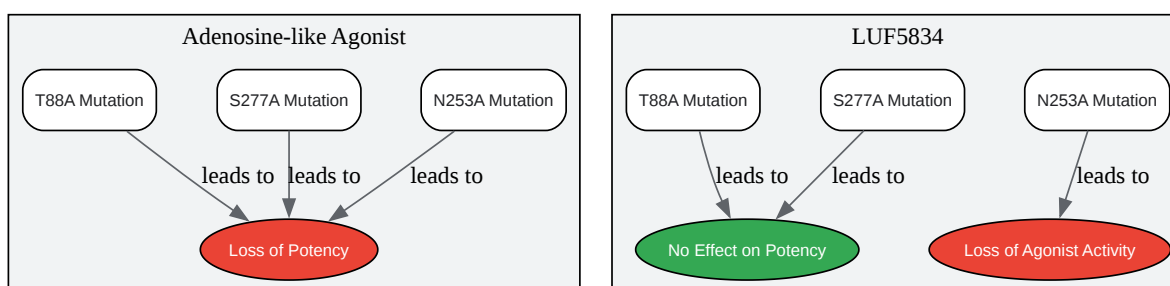 Adenosine-like Agonist
T88A Mutation
S277A Mutation
N253A Mutation
leads to
leads to
leads to
Loss of Potency
LUF5834
T88A Mutation
S277A Mutation
N253A Mutation
leads to
leads to
leads to
No Effect on Potency
Loss of Agonist Activity